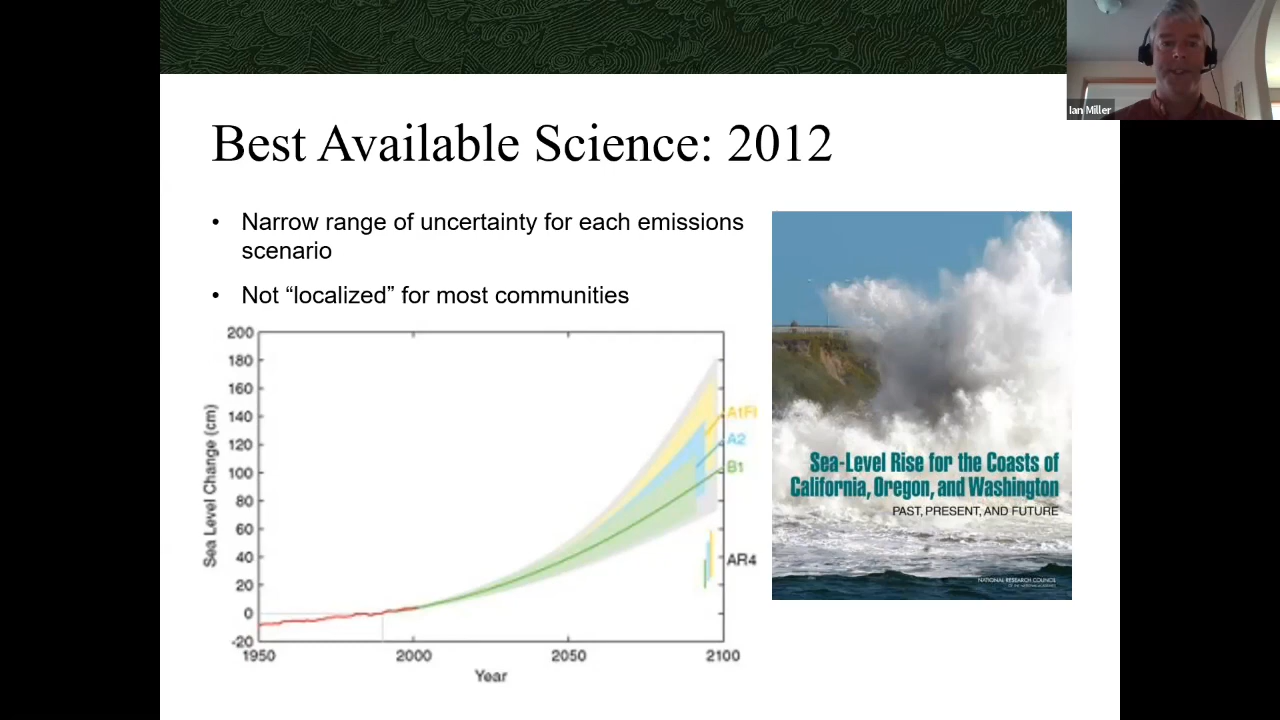 Ian Miller
Best Available Science: 2012
• Narrow range of uncertainty for each emissions
scenario
• Not “localized” for most communities
200
180
160
140
120
100
80
60
40
20
0
-20
Sea Level Change (cm)
1950
2000
2050
2100
Year
A1FI
A2
B1
AR4
Sea-Level Rise for the Coasts of
California, Oregon, and Washington
PAST, PRESENT, AND FUTURE
NATIONAL RESEARCH COUNCIL